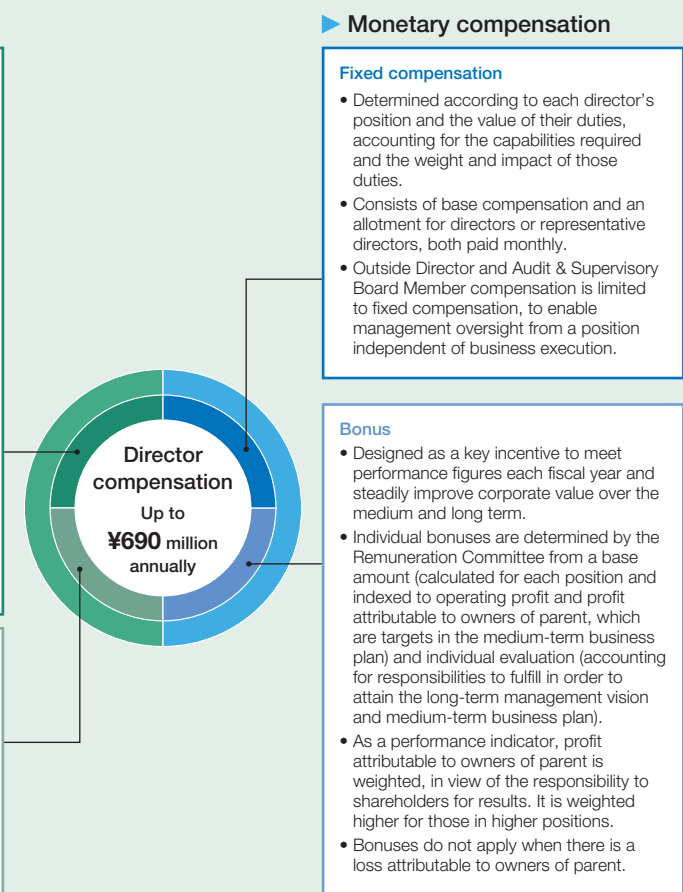 ▶ Monetary compensation
Fixed compensation
• Determined according to each director's
position and the value of their duties,
accounting for the capabilities required
and the weight and impact of those
duties.
• Consists of base compensation and an
allotment for directors or representative
directors, both paid monthly.
• Outside Director and Audit & Supervisory
Board Member compensation is limited
to fixed compensation, to enable
management oversight from a position
independent of business execution.
Director
compensation
Up to
¥690 million
annually
Bonus
• Designed as a key incentive to meet
performance figures each fiscal year and
steadily improve corporate value over the
medium and long term.
• Individual bonuses are determined by the
Remuneration Committee from a base
amount (calculated for each position and
indexed to operating profit and profit
attributable to owners of parent, which
are targets in the medium-term business
plan) and individual evaluation (accounting
for responsibilities to fulfill in order to
attain the long-term management vision
and medium-term business plan).
• As a performance indicator, profit
attributable to owners of parent is
weighted, in view of the responsibility to
shareholders for results. It is weighted
higher for those in higher positions.
• Bonuses do not apply when there is a
loss attributable to owners of parent.